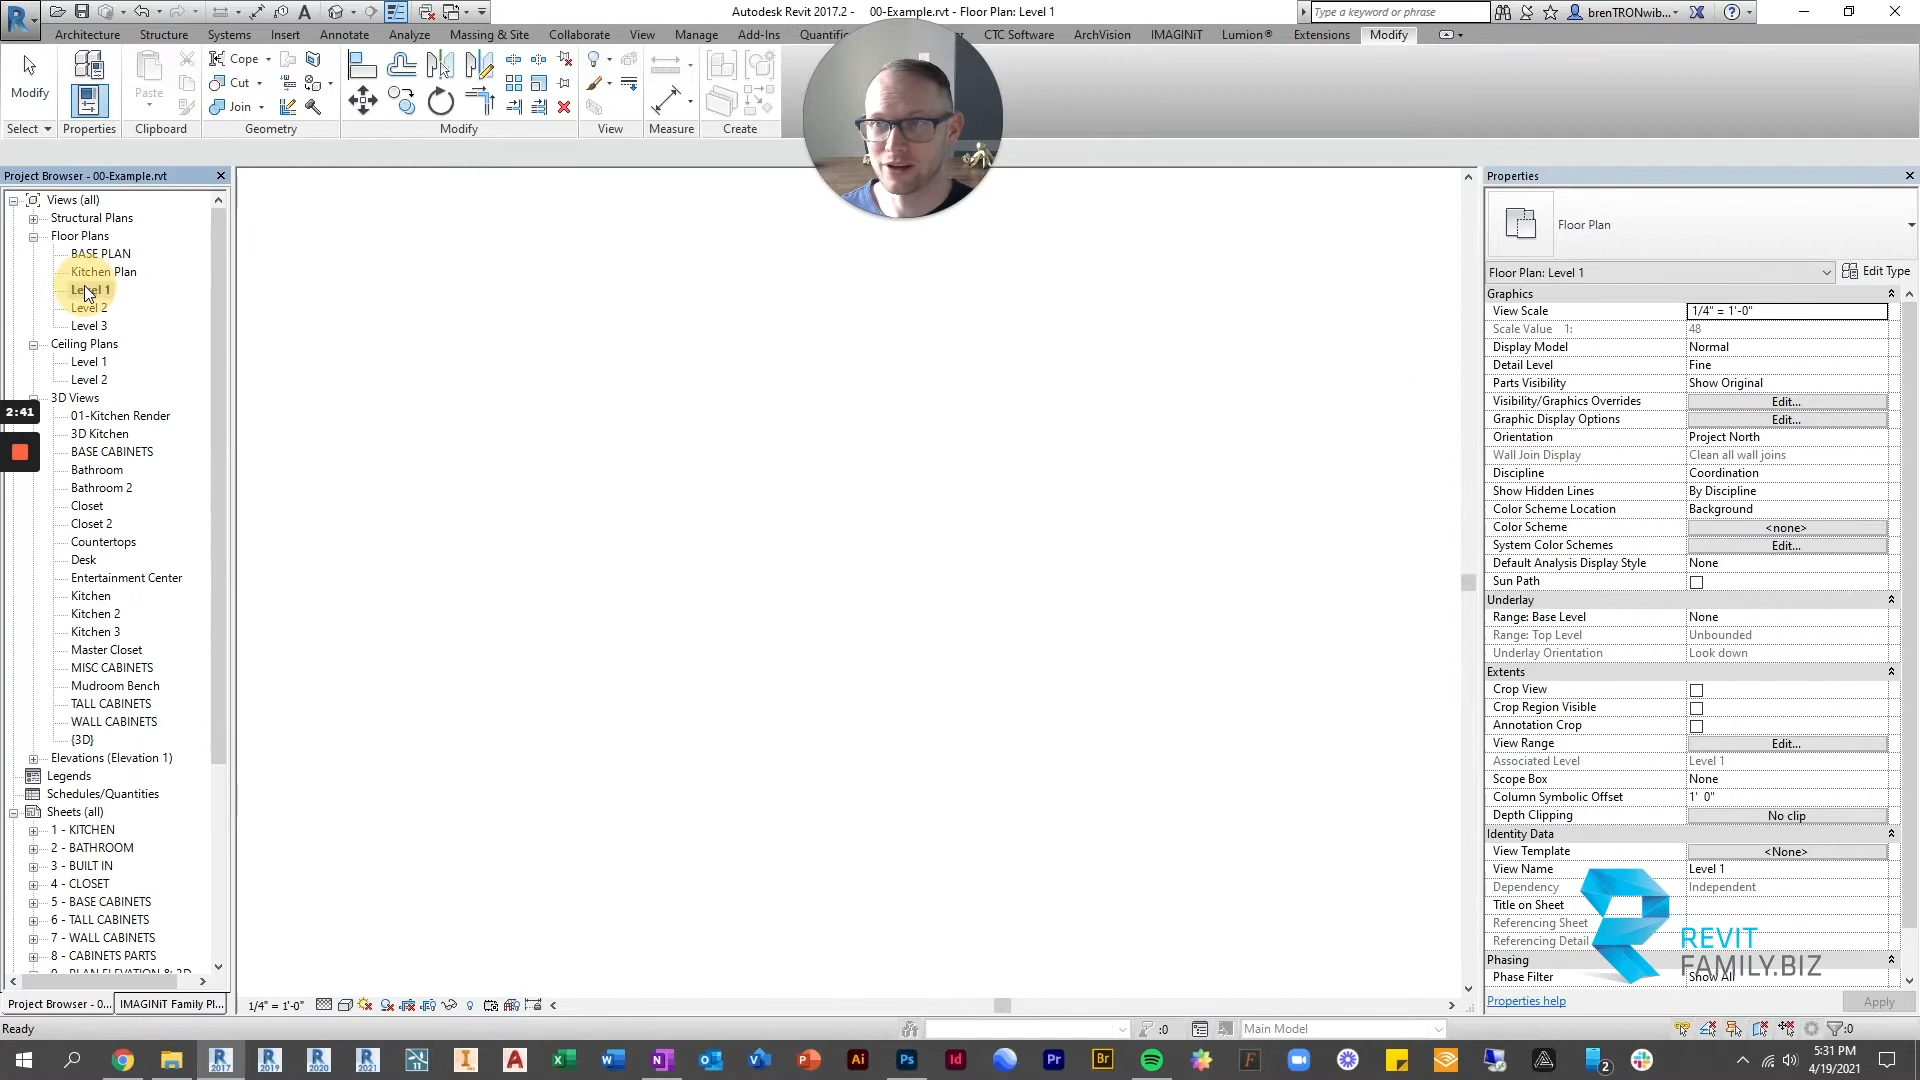 Autodesk Revit 2017.2 - 00-Example.rvt - Floor Plan: Level 1
Type a keyword or phrase
brenTRONwib...
Architecture Structure Systems Insert Annotate Analyze Massing & Site Collaborate View Manage Add-Ins CTC Software ArchVision IMAGINiT Lumion® Extensions Modify
Modify
Paste
Cope
Cut
Join
Select Properties Clipboard Geometry Modify View Measure Create
Project Browser - 00-Example.rvt
Views (all)
Structural Plans
Floor Plans
BASE PLAN
Kitchen Plan
Level 1
Level 2
Level 3
Ceiling Plans
Level 1
Level 2
3D Views
01-Kitchen Render
3D Kitchen
BASE CABINETS
Bathroom
Bathroom 2
Closet
Closet 2
Countertops
Desk
Entertainment Center
Kitchen
Kitchen 2
Kitchen 3
Master Closet
MISC CABINETS
Mudroom Bench
TALL CABINETS
WALL CABINETS
{3D}
Elevations (Elevation 1)
Legends
Schedules/Quantities
Sheets (all)
1 - KITCHEN
2 - BATHROOM
3 - BUILT IN
4 - CLOSET
5 - BASE CABINETS
6 - TALL CABINETS
7 - WALL CABINETS
8 - CABINETS PARTS
9 - PLAN ELEVATION & 3D
2:41
Project Browser - 0... IMAGINiT Family Pl...
1/4" = 1'-0"
Properties
Floor Plan
Floor Plan: Level 1 Edit Type
Graphics
View Scale 1/4" = 1'-0"
Scale Value 1: 48
Display Model Normal
Detail Level Fine
Parts Visibility Show Original
Visibility/Graphics Overrides Edit...
Graphic Display Options Edit...
Orientation Project North
Wall Join Display Clean all wall joins
Discipline Coordination
Show Hidden Lines By Discipline
Color Scheme Location Background
Color Scheme <none>
System Color Schemes Edit...
Default Analysis Display Style None
Sun Path
Underlay
Range: Base Level None
Range: Top Level Unbounded
Underlay Orientation Look down
Extents
Crop View
Crop Region Visible
Annotation Crop
View Range Edit...
Associated Level Level 1
Scope Box None
Column Symbolic Offset 1' 0"
Depth Clipping No clip
Identity Data
View Template <None>
View Name Level 1
Dependency Independent
Title on Sheet
Referencing Sheet
Referencing Detail
Phasing
Phase Filter Show All
Properties help Apply
REVIT
FAMILY.BIZ
Ready :0 Main Model :0
R 2017 R 2019 R 2020 R 2021 Ai Ps Id Pr Br 2
5:31 PM
4/19/2021